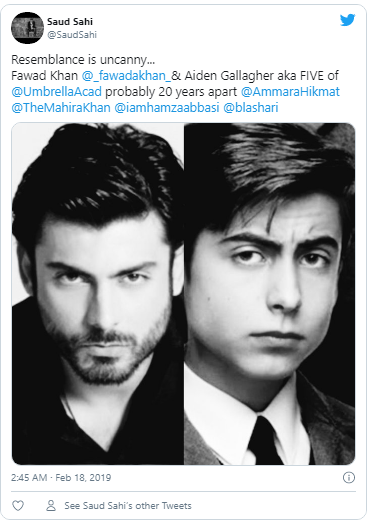 Saud Sahi
@SaudSahi
Resemblance is uncanny...
Fawad Khan @_fawadakhan_& Aiden Gallagher aka FIVE of
@UmbrellaAcad probably 20 years apart @AmmaraHikmat
@TheMahiraKhan @iamhamzaabbasi @blashari
2:45 AM · Feb 18, 2019
See Saud Sahi's other Tweets